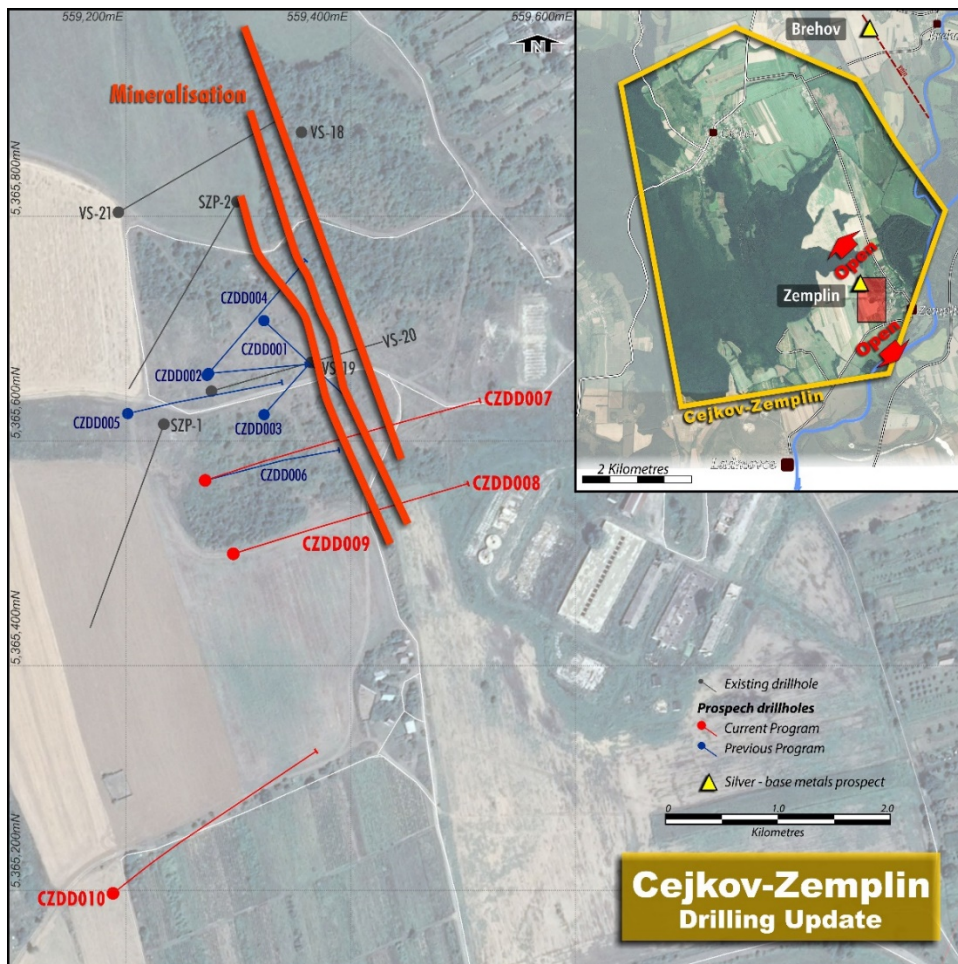 559,200mE
559,400mE
559,600mE
N
Mineralisation
VS-18
5,365,800mN
SZP-2
VS-21
CZDD004
CZDD001
VS-20
CZDD002
VS-19
5,365,600mN
CZDD005
SZP-1
CZDD003
CZDD007
CZDD006
CZDD008
CZDD009
5,365,400mN
5,365,200mN
CZDD010
Brehov
Open
Zemplin
Open
Cejkov-Zemplin
2 Kilometres
Existing drillhole
Prospech drillholes
Current Program
Previous Program
Silver - base metals prospect
0 1.0 2.0
Kilometres
Cejkov-Zemplin
Drilling Update